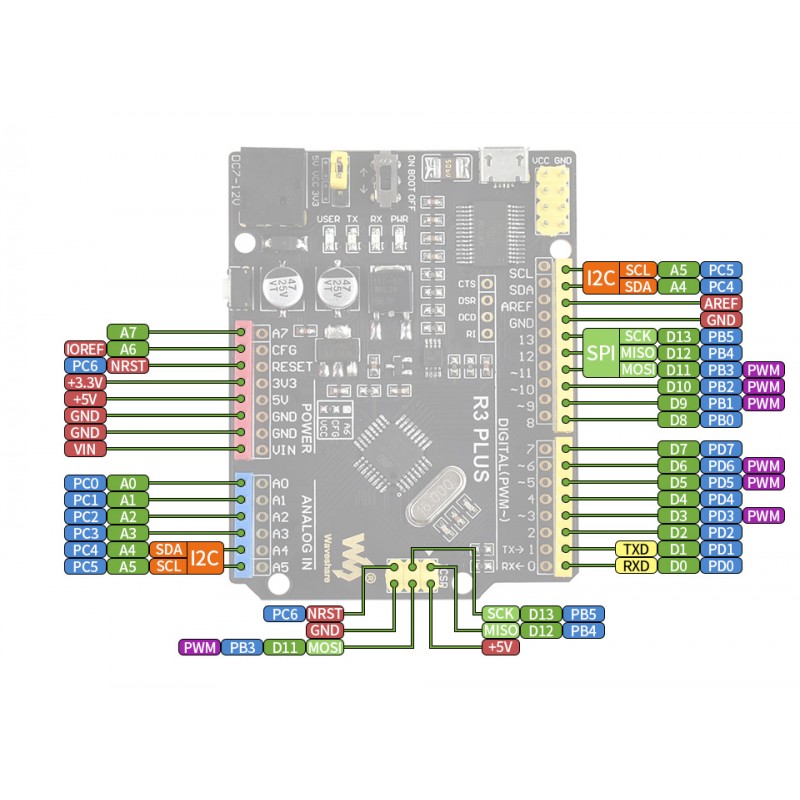 DC7-12V
5V VCC 3V3
ON BOOT OFF
VCC GND
USER TX RX PWR
47 25V VT
47 25V VT
CTS
DSR
DCD
RI
SCL
SDA
AREF
GND
13
12
~11
~10
~9
8
7
~6
~5
4
~3
2
TX→ 1
RX← 0
I2C SCL A5 PC5
SDA A4 PC4
AREF
GND
SPI SCK D13 PB5
MISO D12 PB4
MOSI D11 PB3 PWM
D10 PB2 PWM
D9 PB1 PWM
D8 PB0
D7 PD7
D6 PD6 PWM
D5 PD5 PWM
D4 PD4
D3 PD3 PWM
D2 PD2
TXD D1 PD1
RXD D0 PD0
A7
IOREF A6
PC6 NRST
+3.3V
+5V
GND
GND
VIN
A7
CFG
RESET
3V3
5V
GND
GND
VIN
POWER
VCC CFG A6
R3 PLUS
DIGITAL(PWM~)
PC0 A0
PC1 A1
PC2 A2
PC3 A3
PC4 A4 SDA I2C
PC5 A5 SCL
A0
A1
A2
A3
A4
A5
ANALOG IN
Waveshare
®
PC6 NRST
GND
PWM PB3 D11 MOSI
SCK D13 PB5
MISO D12 PB4
+5V